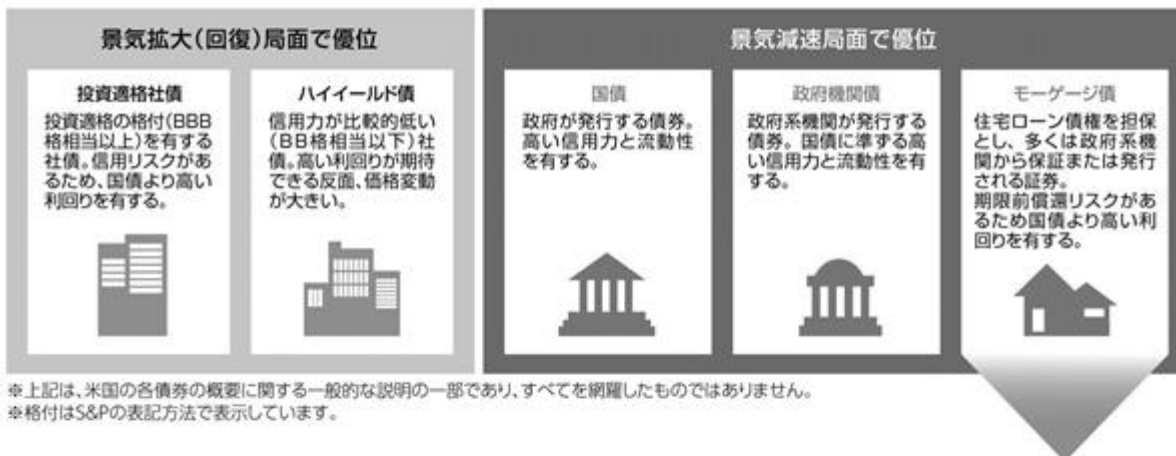 景気拡大(回復)局面で優位
投資適格社債
投資適格の格付(BBB
格相当以上)を有する
社債。信用リスクがあ
るため、国債より高い
利回りを有する。
ハイイールド債
信用力が比較的低い
(BB格相当以下)社
債。高い利回りが期待
できる反面、価格変動
が大きい。
景気減速局面で優位
国債
政府が発行する債券。
高い信用力と流動性
を有する。
政府機関債
政府系機関が発行する
債券。国債に準ずる高
い信用力と流動性を有
する。
モーゲージ債
住宅ローン債権を担保
とし、多くは政府系機
関から保証または発行
される証券。
期限前償還リスクがあ
るため国債より高い利
回りを有する。
※上記は、米国の各債券の概要に関する一般的な説明の一部であり、すべてを網羅したものではありません。
※格付はS&Pの表記方法で表示しています。